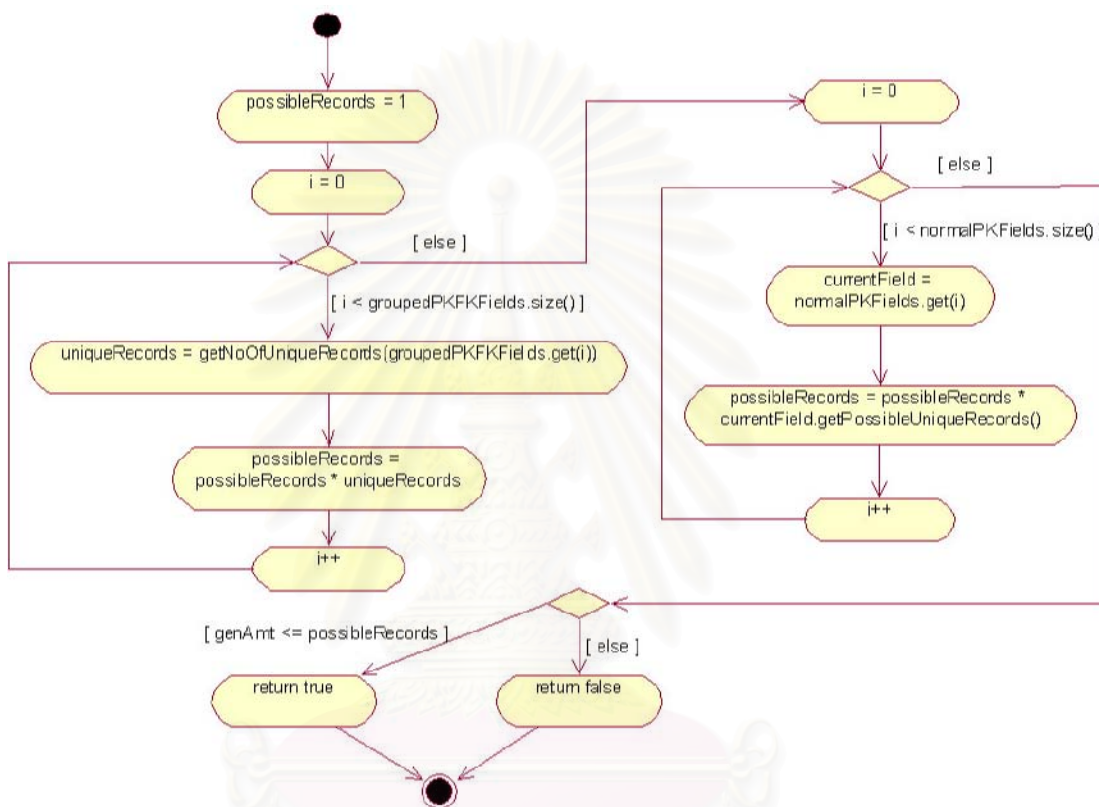 possibleRecords = 1
i = 0
[ else ]
[ i < groupedPKFKFields.size() ]
uniqueRecords = getNoOfUniqueRecords(groupedPKFKFields.get(i))
possibleRecords =
possibleRecords * uniqueRecords
i++
i = 0
[ else ]
[ i < normalPKFields.size() ]
currentField =
normalPKFields.get(i)
possibleRecords = possibleRecords *
currentField.getPossibleUniqueRecords()
i++
[ genAmt <= possibleRecords ]
[ else ]
return true
return false